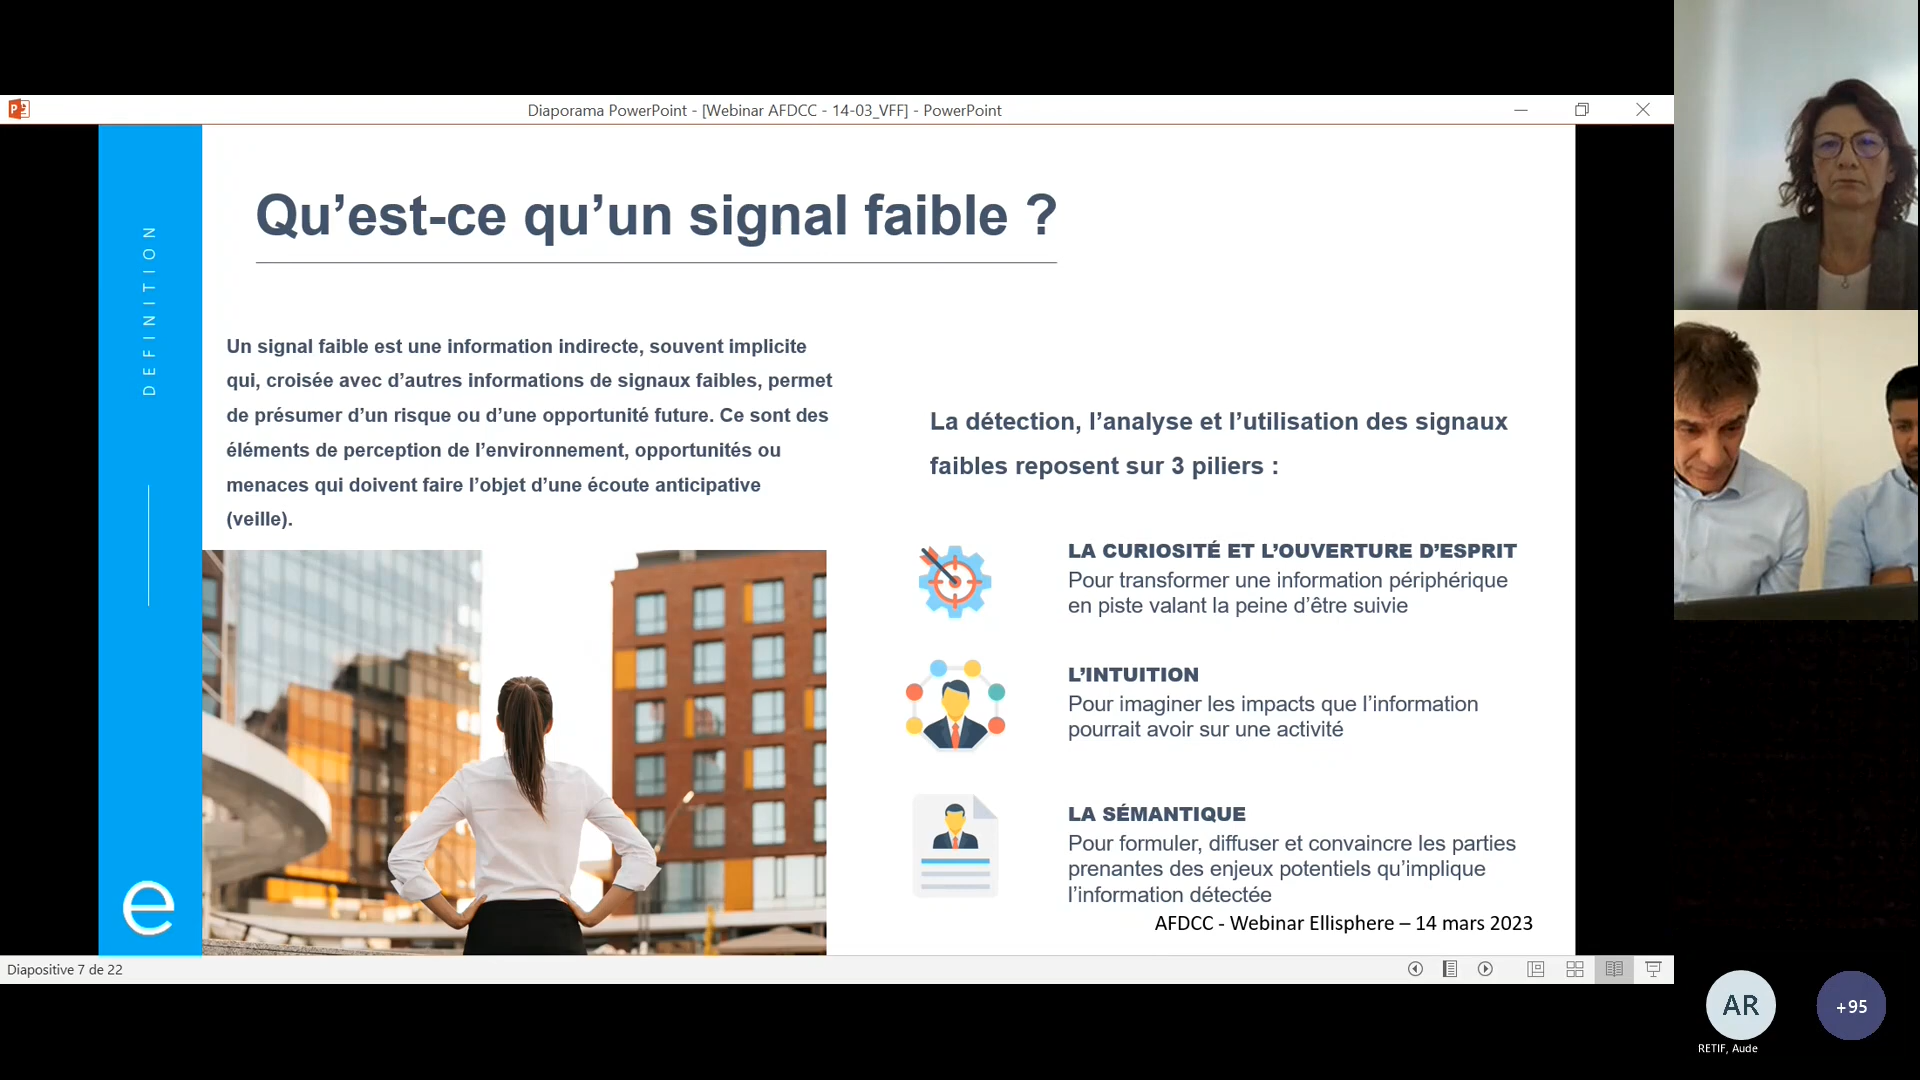 Diaporama PowerPoint - [Webinar AFDCC - 14-03_VFF] - PowerPoint
DEFINITION
Qu’est-ce qu’un signal faible ?
Un signal faible est une information indirecte, souvent implicite
qui, croisée avec d’autres informations de signaux faibles, permet
de présumer d’un risque ou d’une opportunité future. Ce sont des
éléments de perception de l’environnement, opportunités ou
menaces qui doivent faire l’objet d’une écoute anticipative
(veille).
La détection, l’analyse et l’utilisation des signaux
faibles reposent sur 3 piliers :
LA CURIOSITÉ ET L’OUVERTURE D’ESPRIT
Pour transformer une information périphérique
en piste valant la peine d’être suivie
L’INTUITION
Pour imaginer les impacts que l’information
pourrait avoir sur une activité
LA SÉMANTIQUE
Pour formuler, diffuser et convaincre les parties
prenantes des enjeux potentiels qu’implique
l’information détectée
AFDCC - Webinar Ellisphere – 14 mars 2023
e
Diapositive 7 de 22
AR
+95
RETIF, Aude